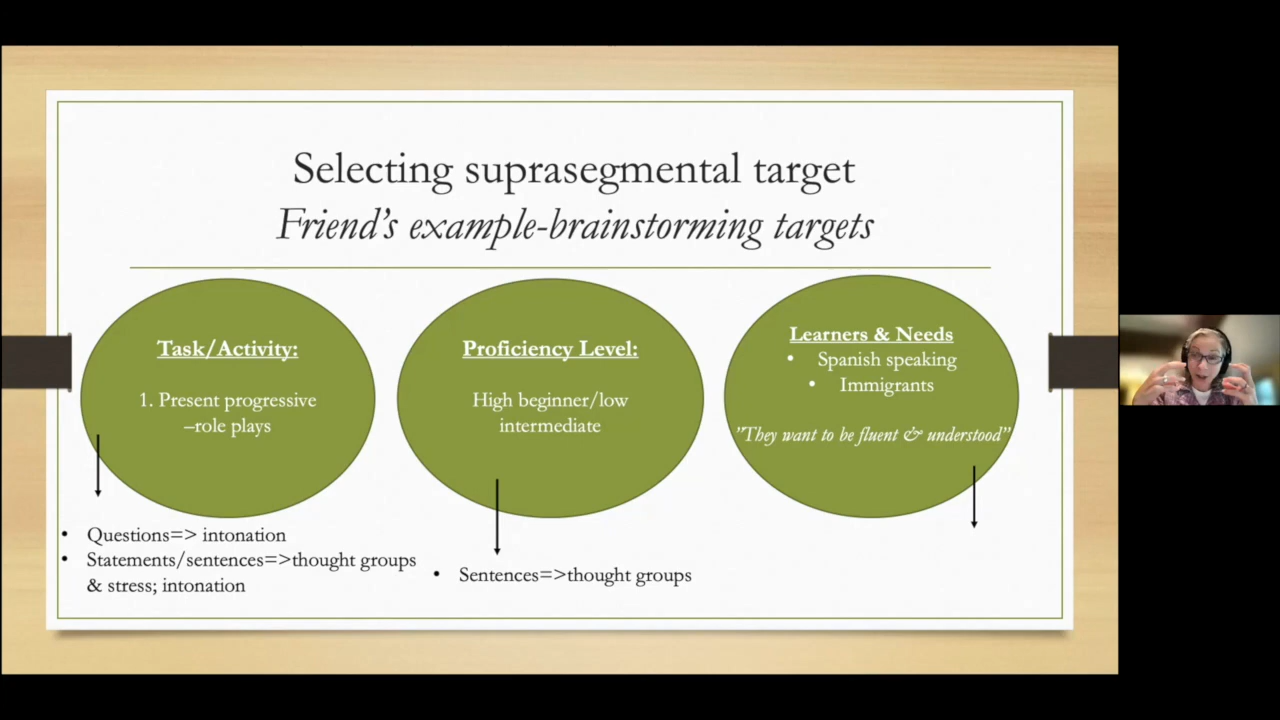 Selecting suprasegmental target
Friend's example-brainstorming targets
Task/Activity:
1. Present progressive
–role plays
• Questions=> intonation
• Statements/sentences=>thought groups
& stress; intonation
Proficiency Level:
High beginner/low
intermediate
• Sentences=>thought groups
Learners & Needs
• Spanish speaking
• Immigrants
”They want to be fluent & understood”